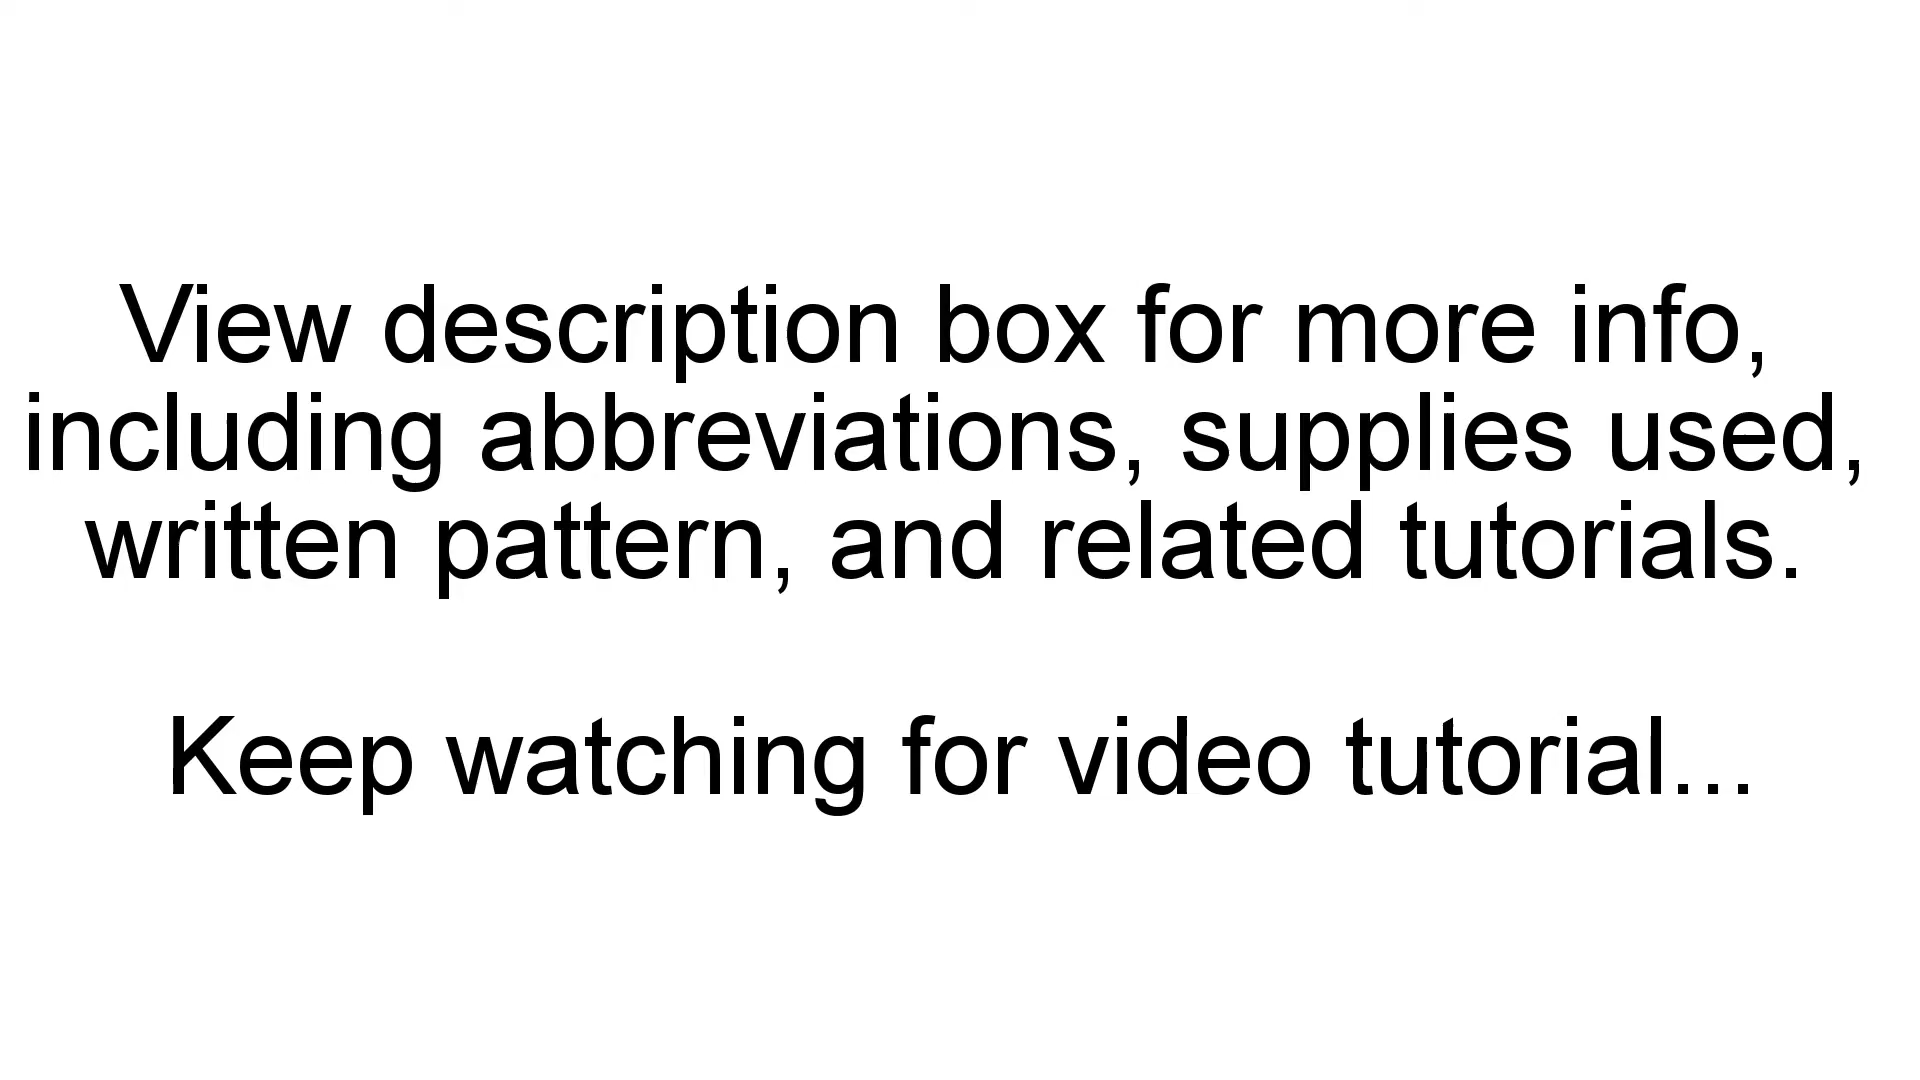 View description box for more info,
including abbreviations, supplies used,
written pattern, and related tutorials.
Keep watching for video tutorial...